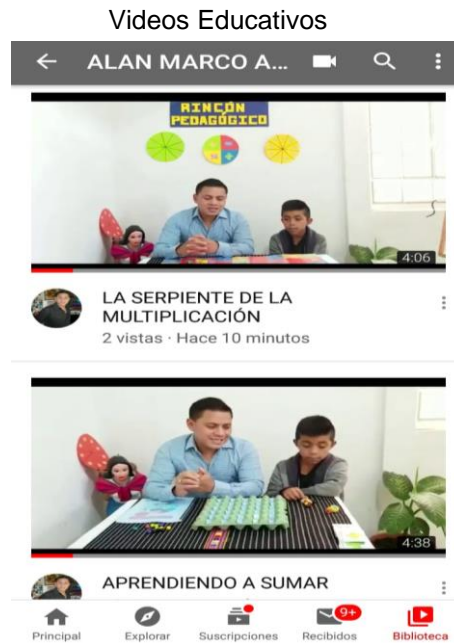 Videos Educativos
ALAN MARCO A...
RINCÓN
PEDAGÓGICO
4:06
LA SERPIENTE DE LA
MULTIPLICACIÓN
2 vistas · Hace 10 minutos
4:38
APRENDIENDO A SUMAR
9+
Principal Explorar Suscripciones Recibidos Biblioteca